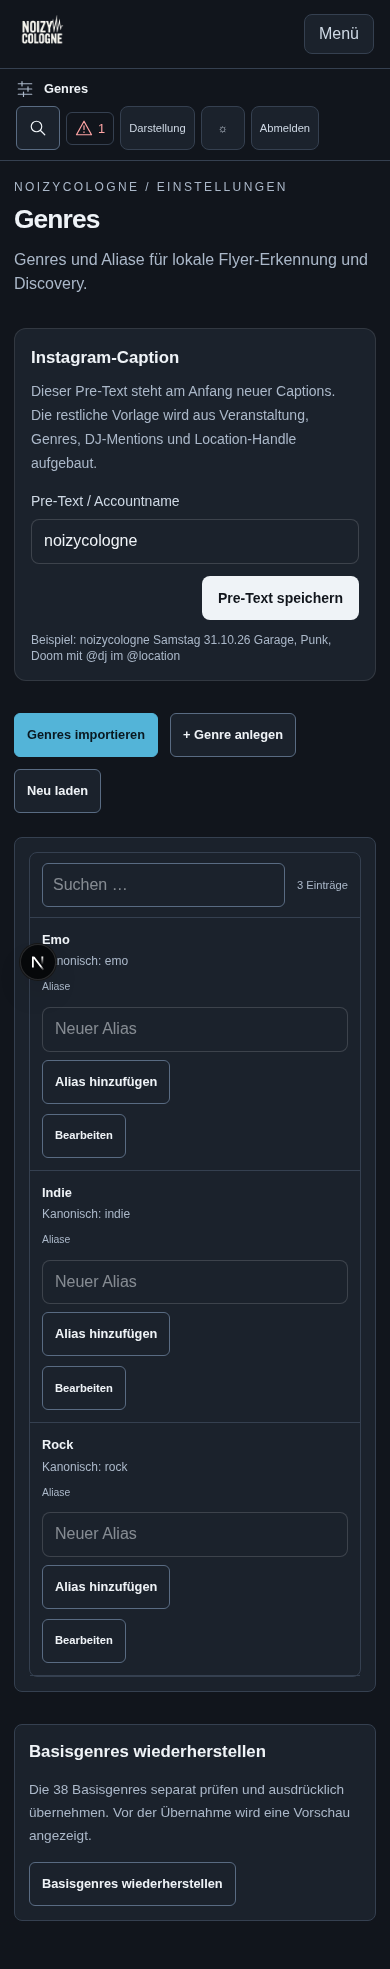 NOIZY
COLOGNE
Menü
Genres
1
Darstellung
Abmelden
NOIZYCOLOGNE / EINSTELLUNGEN
Genres
Genres und Aliase für lokale Flyer-Erkennung und
Discovery.
Instagram-Caption
Dieser Pre-Text steht am Anfang neuer Captions.
Die restliche Vorlage wird aus Veranstaltung,
Genres, DJ-Mentions und Location-Handle
aufgebaut.
Pre-Text / Accountname
noizycologne
Pre-Text speichern
Beispiel: noizycologne Samstag 31.10.26 Garage, Punk,
Doom mit @dj im @location
Genres importieren
+ Genre anlegen
Neu laden
Suchen …
3 Einträge
Emo
N
nonisch: emo
Aliase
Neuer Alias
Alias hinzufügen
Bearbeiten
Indie
Kanonisch: indie
Aliase
Neuer Alias
Alias hinzufügen
Bearbeiten
Rock
Kanonisch: rock
Aliase
Neuer Alias
Alias hinzufügen
Bearbeiten
Basisgenres wiederherstellen
Die 38 Basisgenres separat prüfen und ausdrücklich
übernehmen. Vor der Übernahme wird eine Vorschau
angezeigt.
Basisgenres wiederherstellen